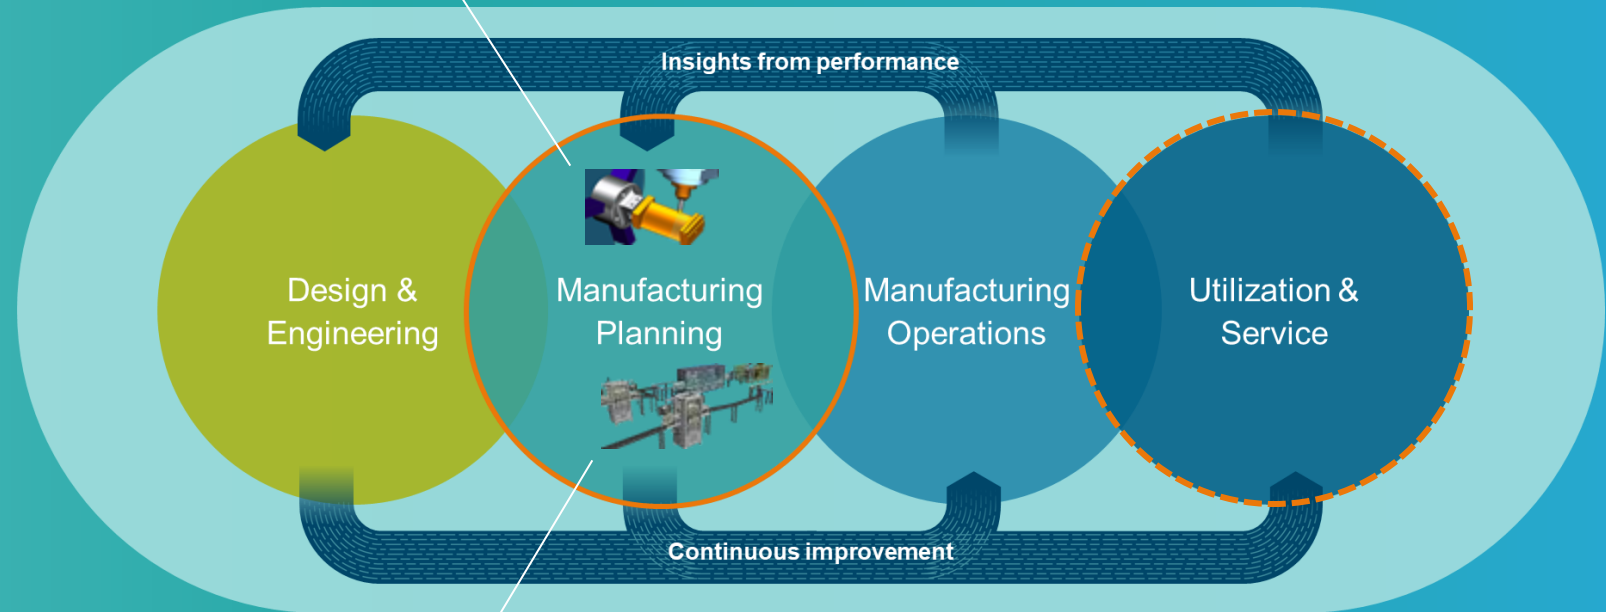 Insights from performance
Design &
Engineering
Manufacturing
Planning
Manufacturing
Operations
Utilization &
Service
Continuous improvement